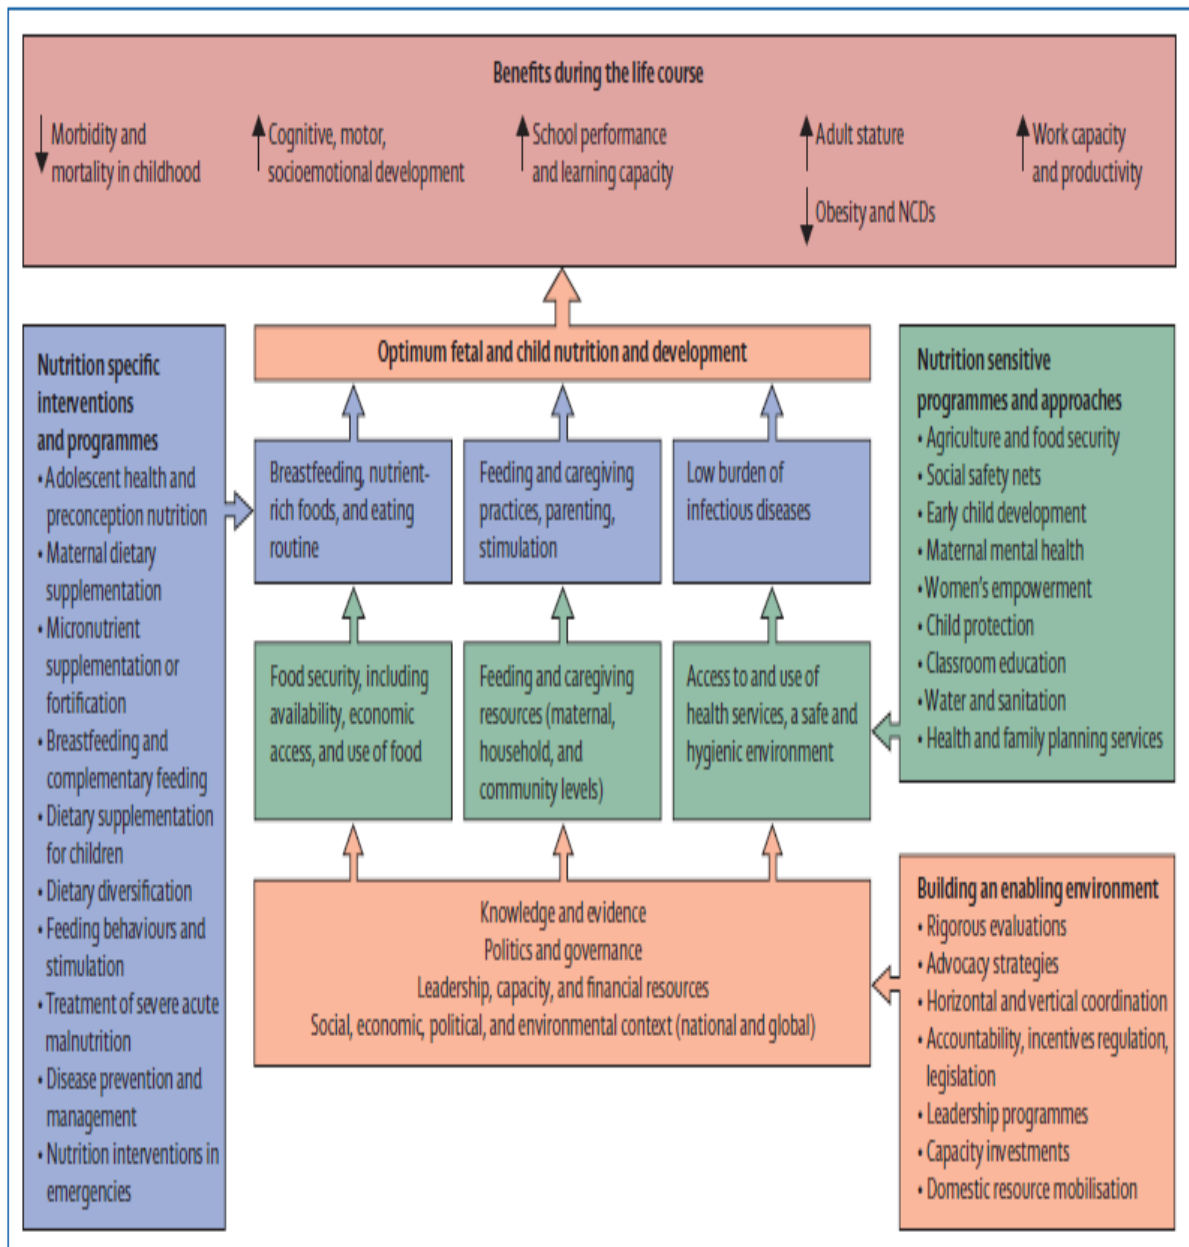 Benefits during the life course
Morbidity and
mortality in childhood
Cognitive, motor,
socioemotional development
School performance
and learning capacity
Adult stature
Obesity and NCDs
Work capacity
and productivity
Nutrition specific
interventions
and programmes
• Adolescent health and
preconception nutrition
• Maternal dietary
supplementation
• Micronutrient
supplementation or
fortification
• Breastfeeding and
complementary feeding
• Dietary supplementation
for children
• Dietary diversification
• Feeding behaviours and
stimulation
• Treatment of severe acute
malnutrition
• Disease prevention and
management
• Nutrition interventions in
emergencies
Optimum fetal and child nutrition and development
Breastfeeding, nutrient-
rich foods, and eating
routine
Feeding and caregiving
practices, parenting,
stimulation
Low burden of
infectious diseases
Food security, including
availability, economic
access, and use of food
Feeding and caregiving
resources (maternal,
household, and
community levels)
Access to and use of
health services, a safe and
hygienic environment
Knowledge and evidence
Politics and governance
Leadership, capacity, and financial resources
Social, economic, political, and environmental context (national and global)
Nutrition sensitive
programmes and approaches
• Agriculture and food security
• Social safety nets
• Early child development
• Maternal mental health
• Women's empowerment
• Child protection
• Classroom education
• Water and sanitation
• Health and family planning services
Building an enabling environment
• Rigorous evaluations
• Advocacy strategies
• Horizontal and vertical coordination
• Accountability, incentives regulation,
legislation
• Leadership programmes
• Capacity investments
• Domestic resource mobilisation